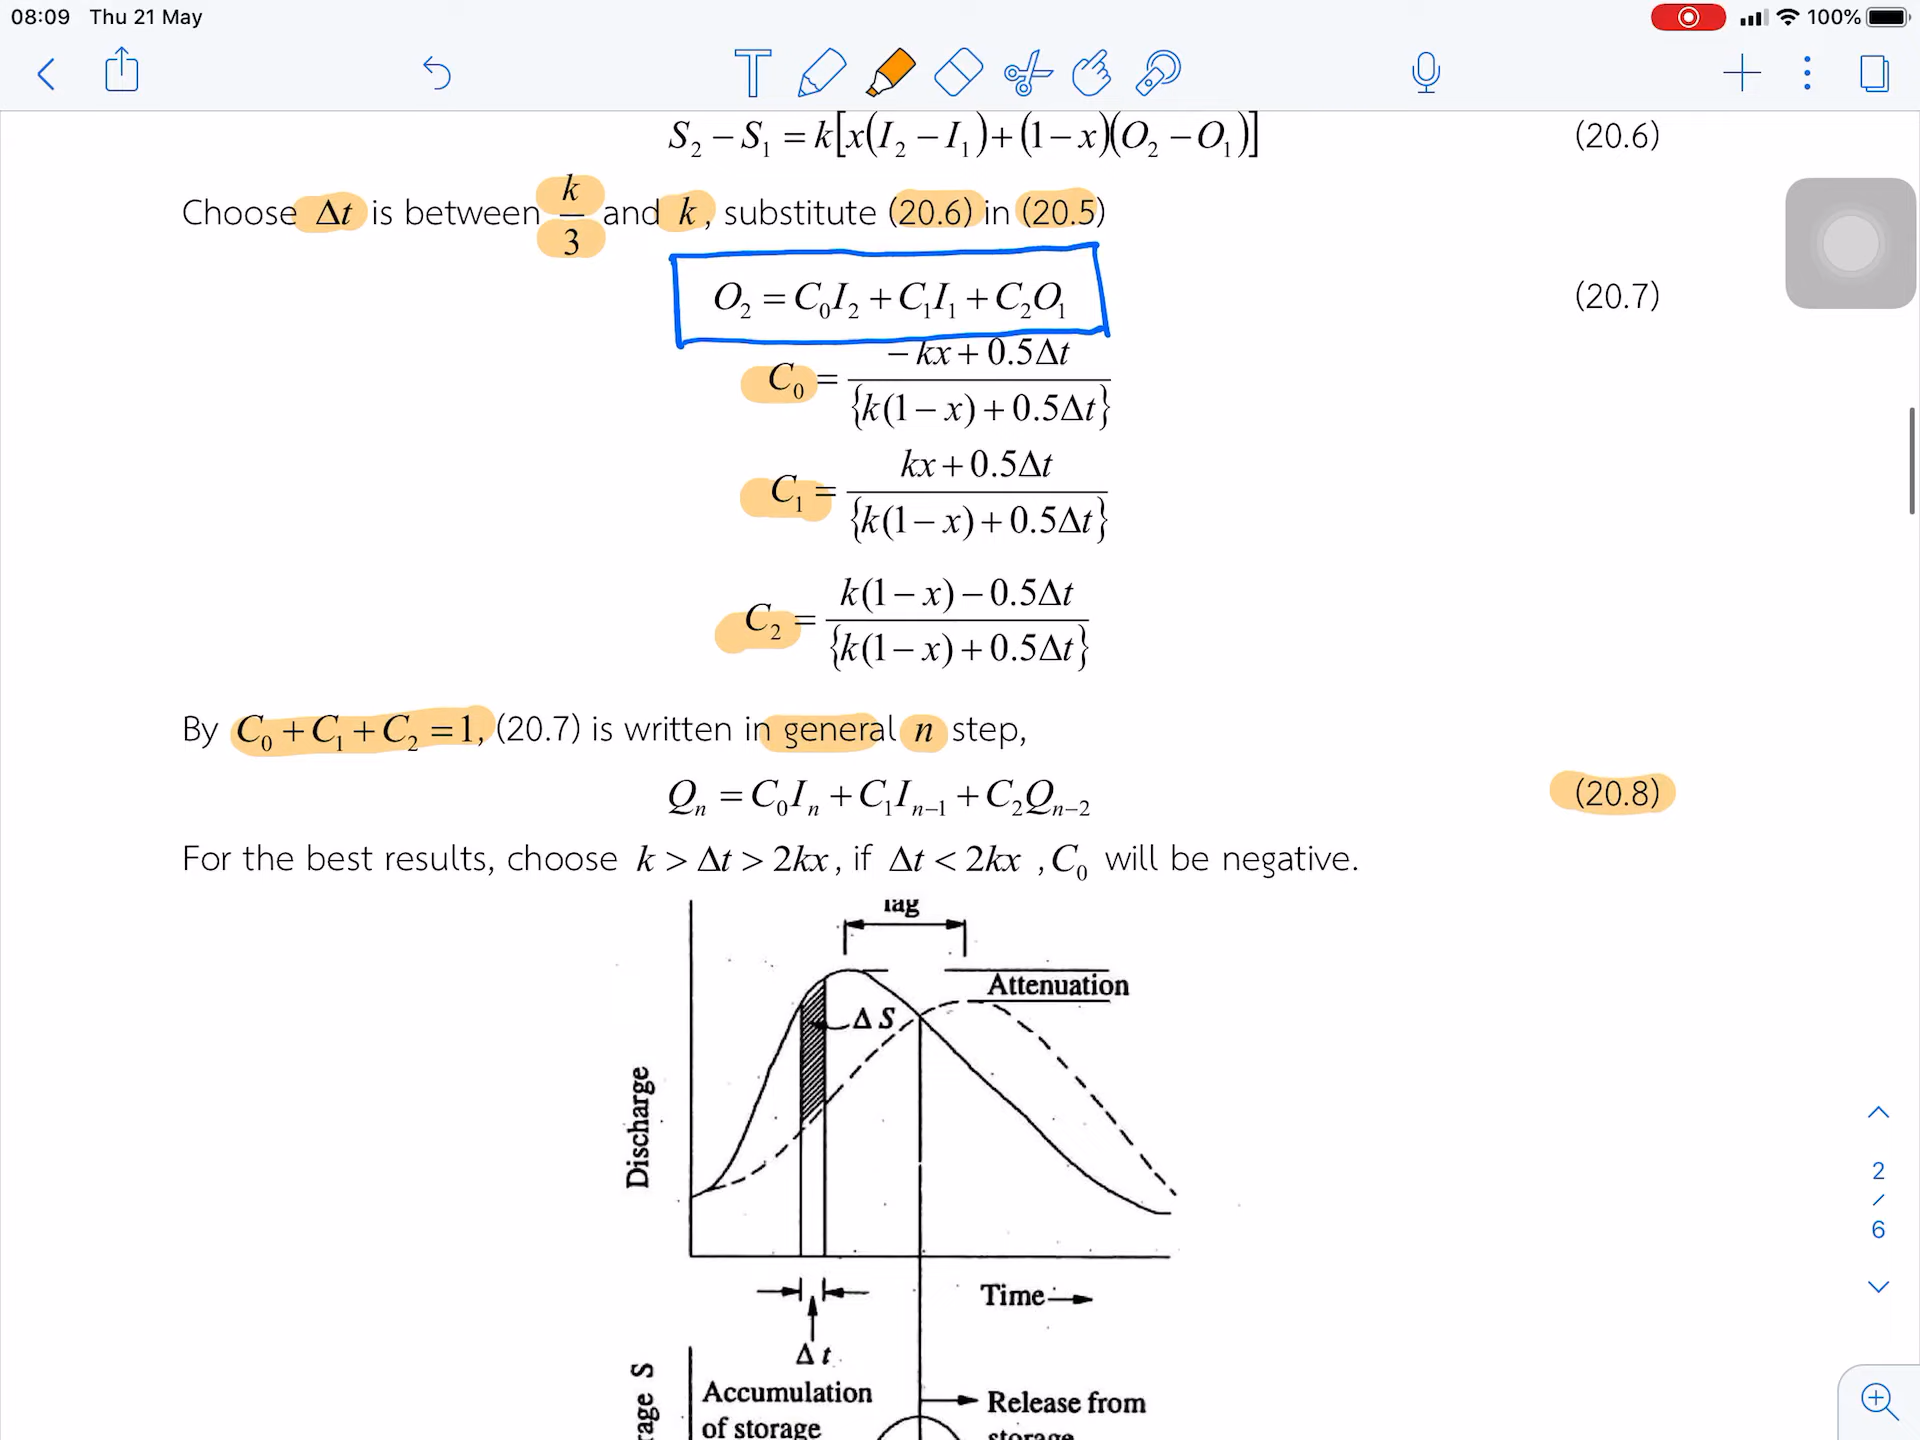 08:09 Thu 21 May 100%
S₂ − S₁ = k[x(I₂ − I₁) + (1 − x)(O₂ − O₁)] (20.6)
Choose Δt is between k/3 and k, substitute (20.6) in (20.5)
O₂ = C₀I₂ + C₁I₁ + C₂O₁ (20.7)
C₀ = −kx + 0.5Δt / {k(1 − x) + 0.5Δt}
C₁ = kx + 0.5Δt / {k(1 − x) + 0.5Δt}
C₂ = k(1 − x) − 0.5Δt / {k(1 − x) + 0.5Δt}
By C₀ + C₁ + C₂ = 1, (20.7) is written in general n step,
Qₙ = C₀Iₙ + C₁Iₙ₋₁ + C₂Qₙ₋₂ (20.8)
For the best results, choose k > Δt > 2kx, if Δt < 2kx , C₀ will be negative.
lag
Attenuation
Δ S
Discharge
Time
Δ t
Accumulation
of storage
Release from
storage
2
/
6